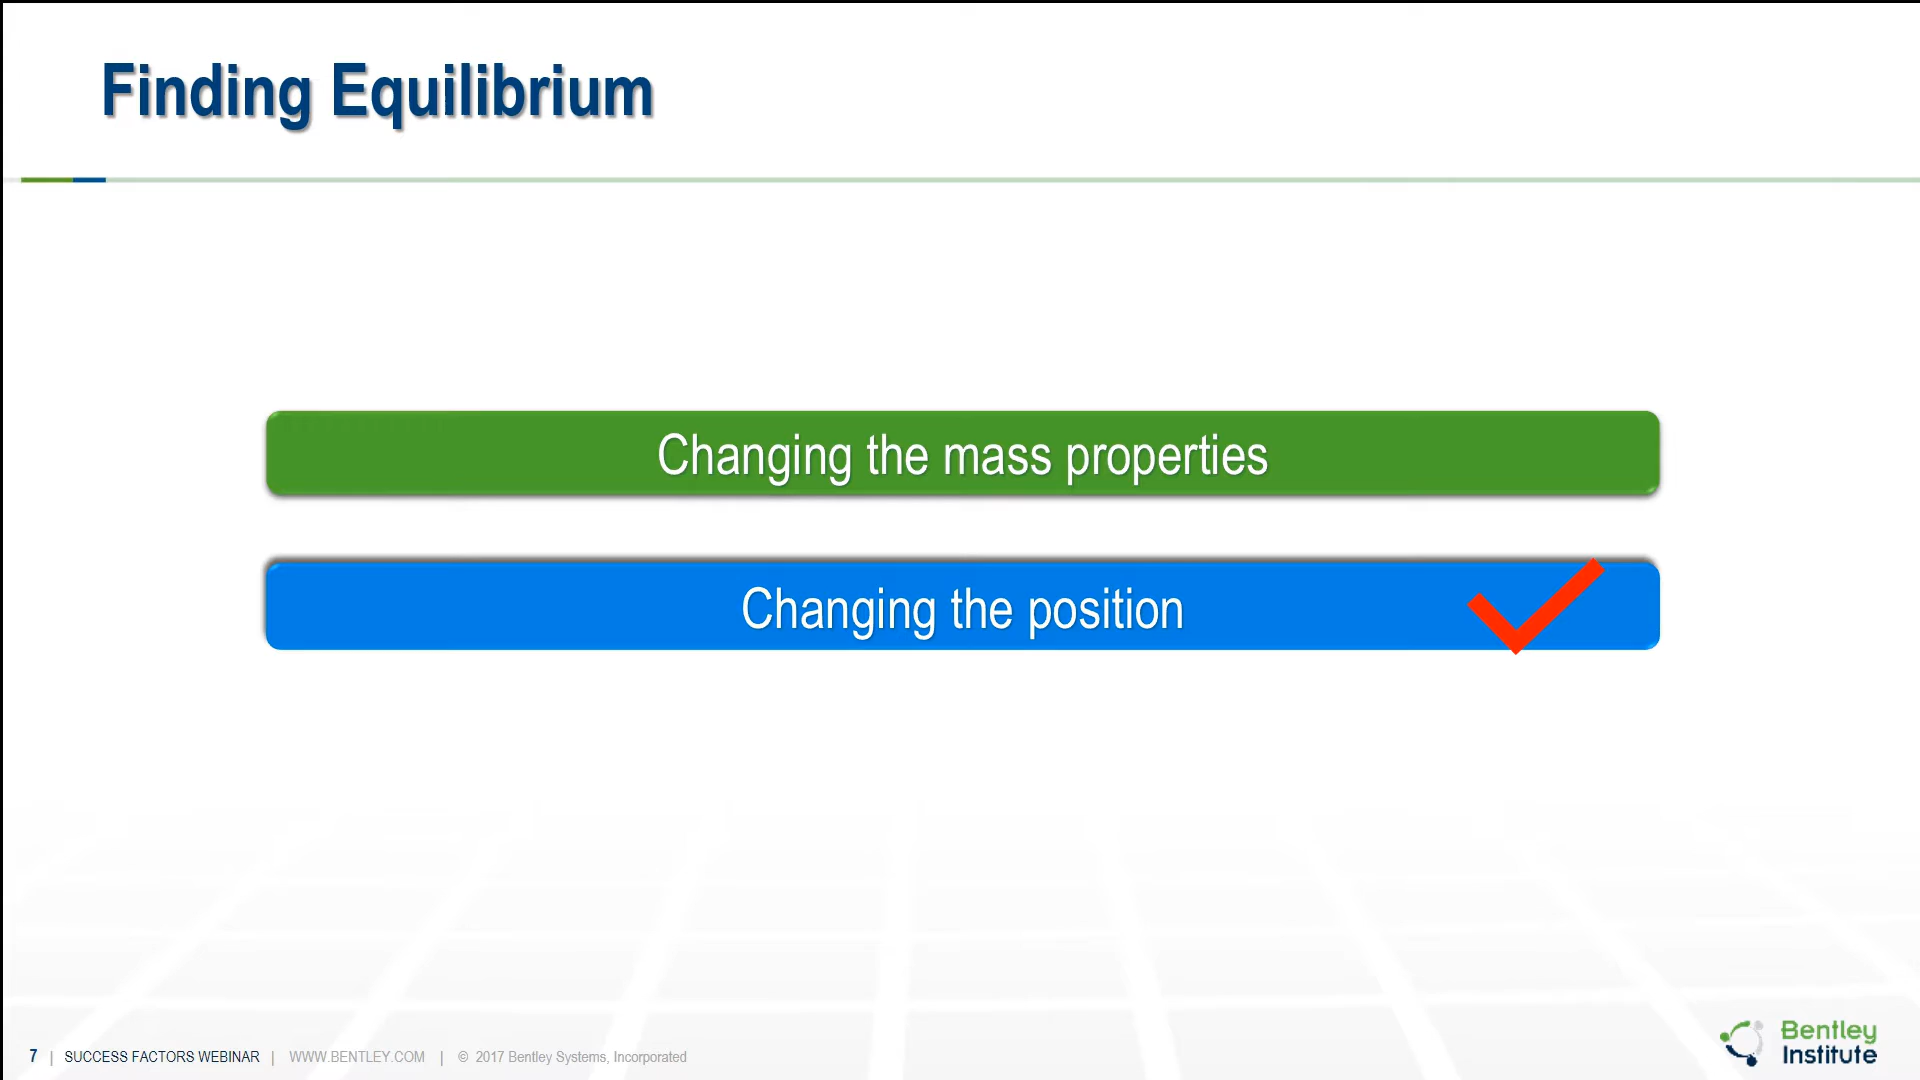 Finding Equilibrium
Changing the mass properties
Changing the position
7 | SUCCESS FACTORS WEBINAR | WWW.BENTLEY.COM | © 2017 Bentley Systems, Incorporated
Bentley
Institute